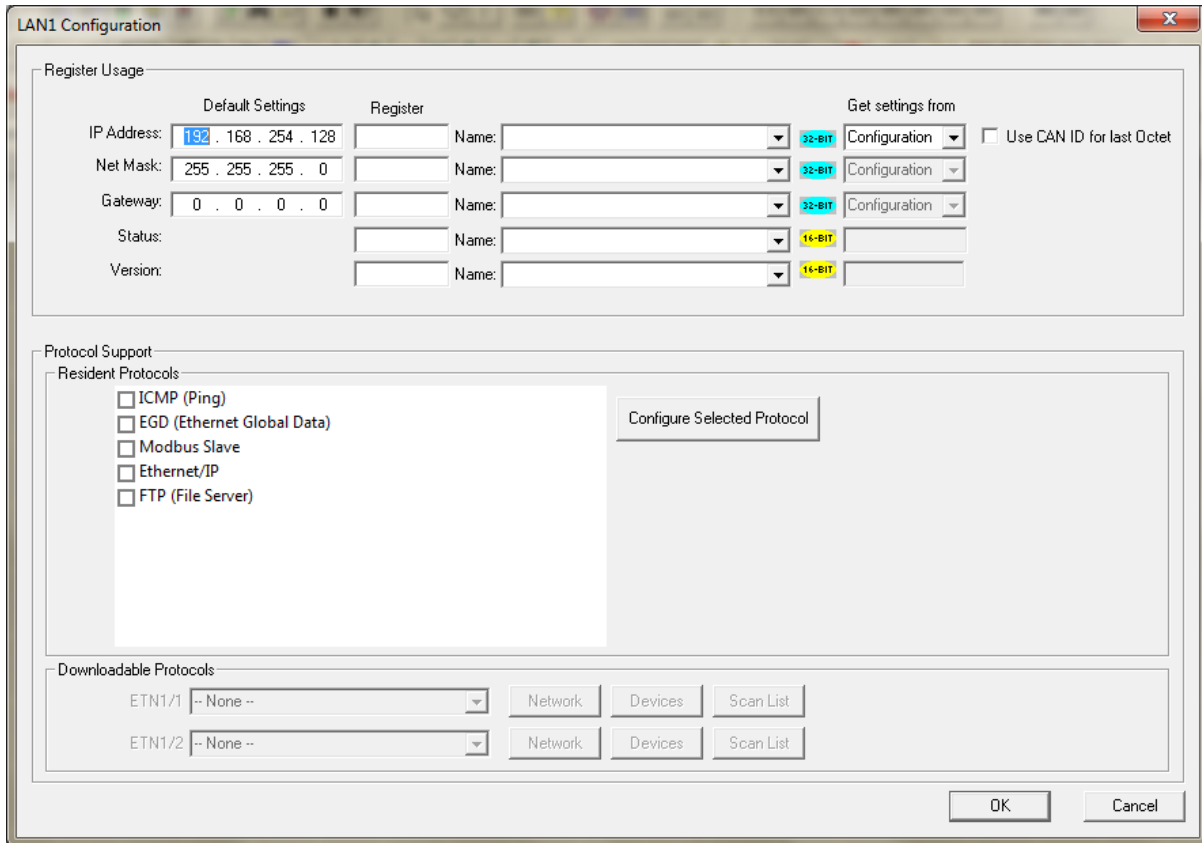 LAN1 Configuration
Register Usage
Default Settings Register Get settings from
IP Address: 192 . 168 . 254 . 128 Name: 32-BIT Configuration Use CAN ID for last Octet
Net Mask: 255 . 255 . 255 . 0 Name: 32-BIT Configuration
Gateway: 0 . 0 . 0 . 0 Name: 32-BIT Configuration
Status: Name: 16-BIT
Version: Name: 16-BIT
Protocol Support
Resident Protocols
ICMP (Ping)
EGD (Ethernet Global Data) Configure Selected Protocol
Modbus Slave
Ethernet/IP
FTP (File Server)
Downloadable Protocols
ETN1/1 -- None -- Network Devices Scan List
ETN1/2 -- None -- Network Devices Scan List
OK Cancel